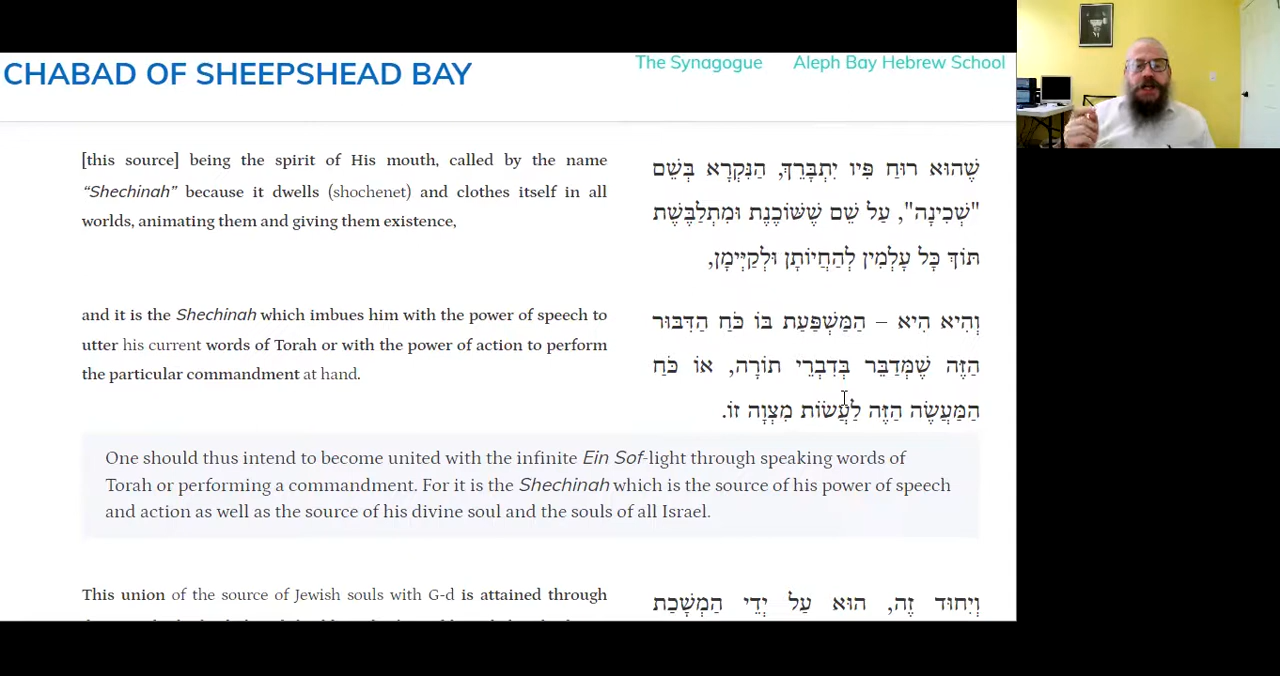 CHABAD OF SHEEPSHEAD BAY
The Synagogue Aleph Bay Hebrew School
[this source] being the spirit of His mouth, called by the name
“Shechinah” because it dwells (shochenet) and clothes itself in all
worlds, animating them and giving them existence,
שֶׁהוּא רוּחַ פִּיו יִתְבָּרֵךְ, הַנִּקְרָא בְּשֵׁם
"שְׁכִינָה", עַל שֵׁם שֶׁשּׁוֹכֶנֶת וּמִתְלַבֶּשֶׁת
תּוֹךְ כָּל עָלְמִין לְהַחֲיוֹתָן וּלְקַיְּימָן,
and it is the Shechinah which imbues him with the power of speech to
utter his current words of Torah or with the power of action to perform
the particular commandment at hand.
וְהִיא הִיא – הַמַּשְׁפַּעַת בּוֹ כֹּחַ הַדִּבּוּר
הַזֶּה שֶׁמְּדַבֵּר בְּדִבְרֵי תוֹרָה, אוֹ כֹּחַ
הַמַּעֲשֶׂה הַזֶּה לַעֲשׂוֹת מִצְוָה זוֹ.
One should thus intend to become united with the infinite Ein Sof-light through speaking words of
Torah or performing a commandment. For it is the Shechinah which is the source of his power of speech
and action as well as the source of his divine soul and the souls of all Israel.
This union of the source of Jewish souls with G-d is attained through
וְיִחוּד זֶה, הוּא עַל יְדֵי הַמְשָׁכַת